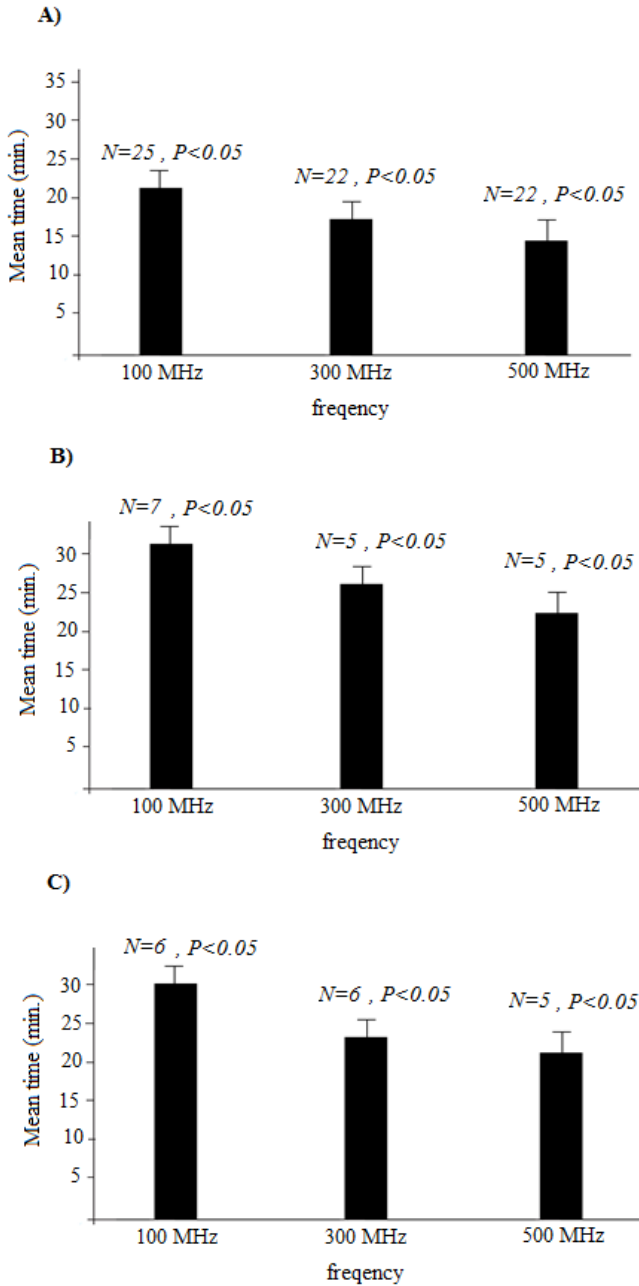 A)
Mean time (min.)
35
30
25
20
15
10
5
N=25 , P<0.05
N=22 , P<0.05
N=22 , P<0.05
100 MHz
300 MHz
500 MHz
freqency
B)
Mean time (min.)
30
25
20
15
10
5
N=7 , P<0.05
N=5 , P<0.05
N=5 , P<0.05
100 MHz
300 MHz
500 MHz
freqency
C)
Mean time (min.)
30
25
20
15
10
5
N=6 , P<0.05
N=6 , P<0.05
N=5 , P<0.05
100 MHz
300 MHz
500 MHz
freqency